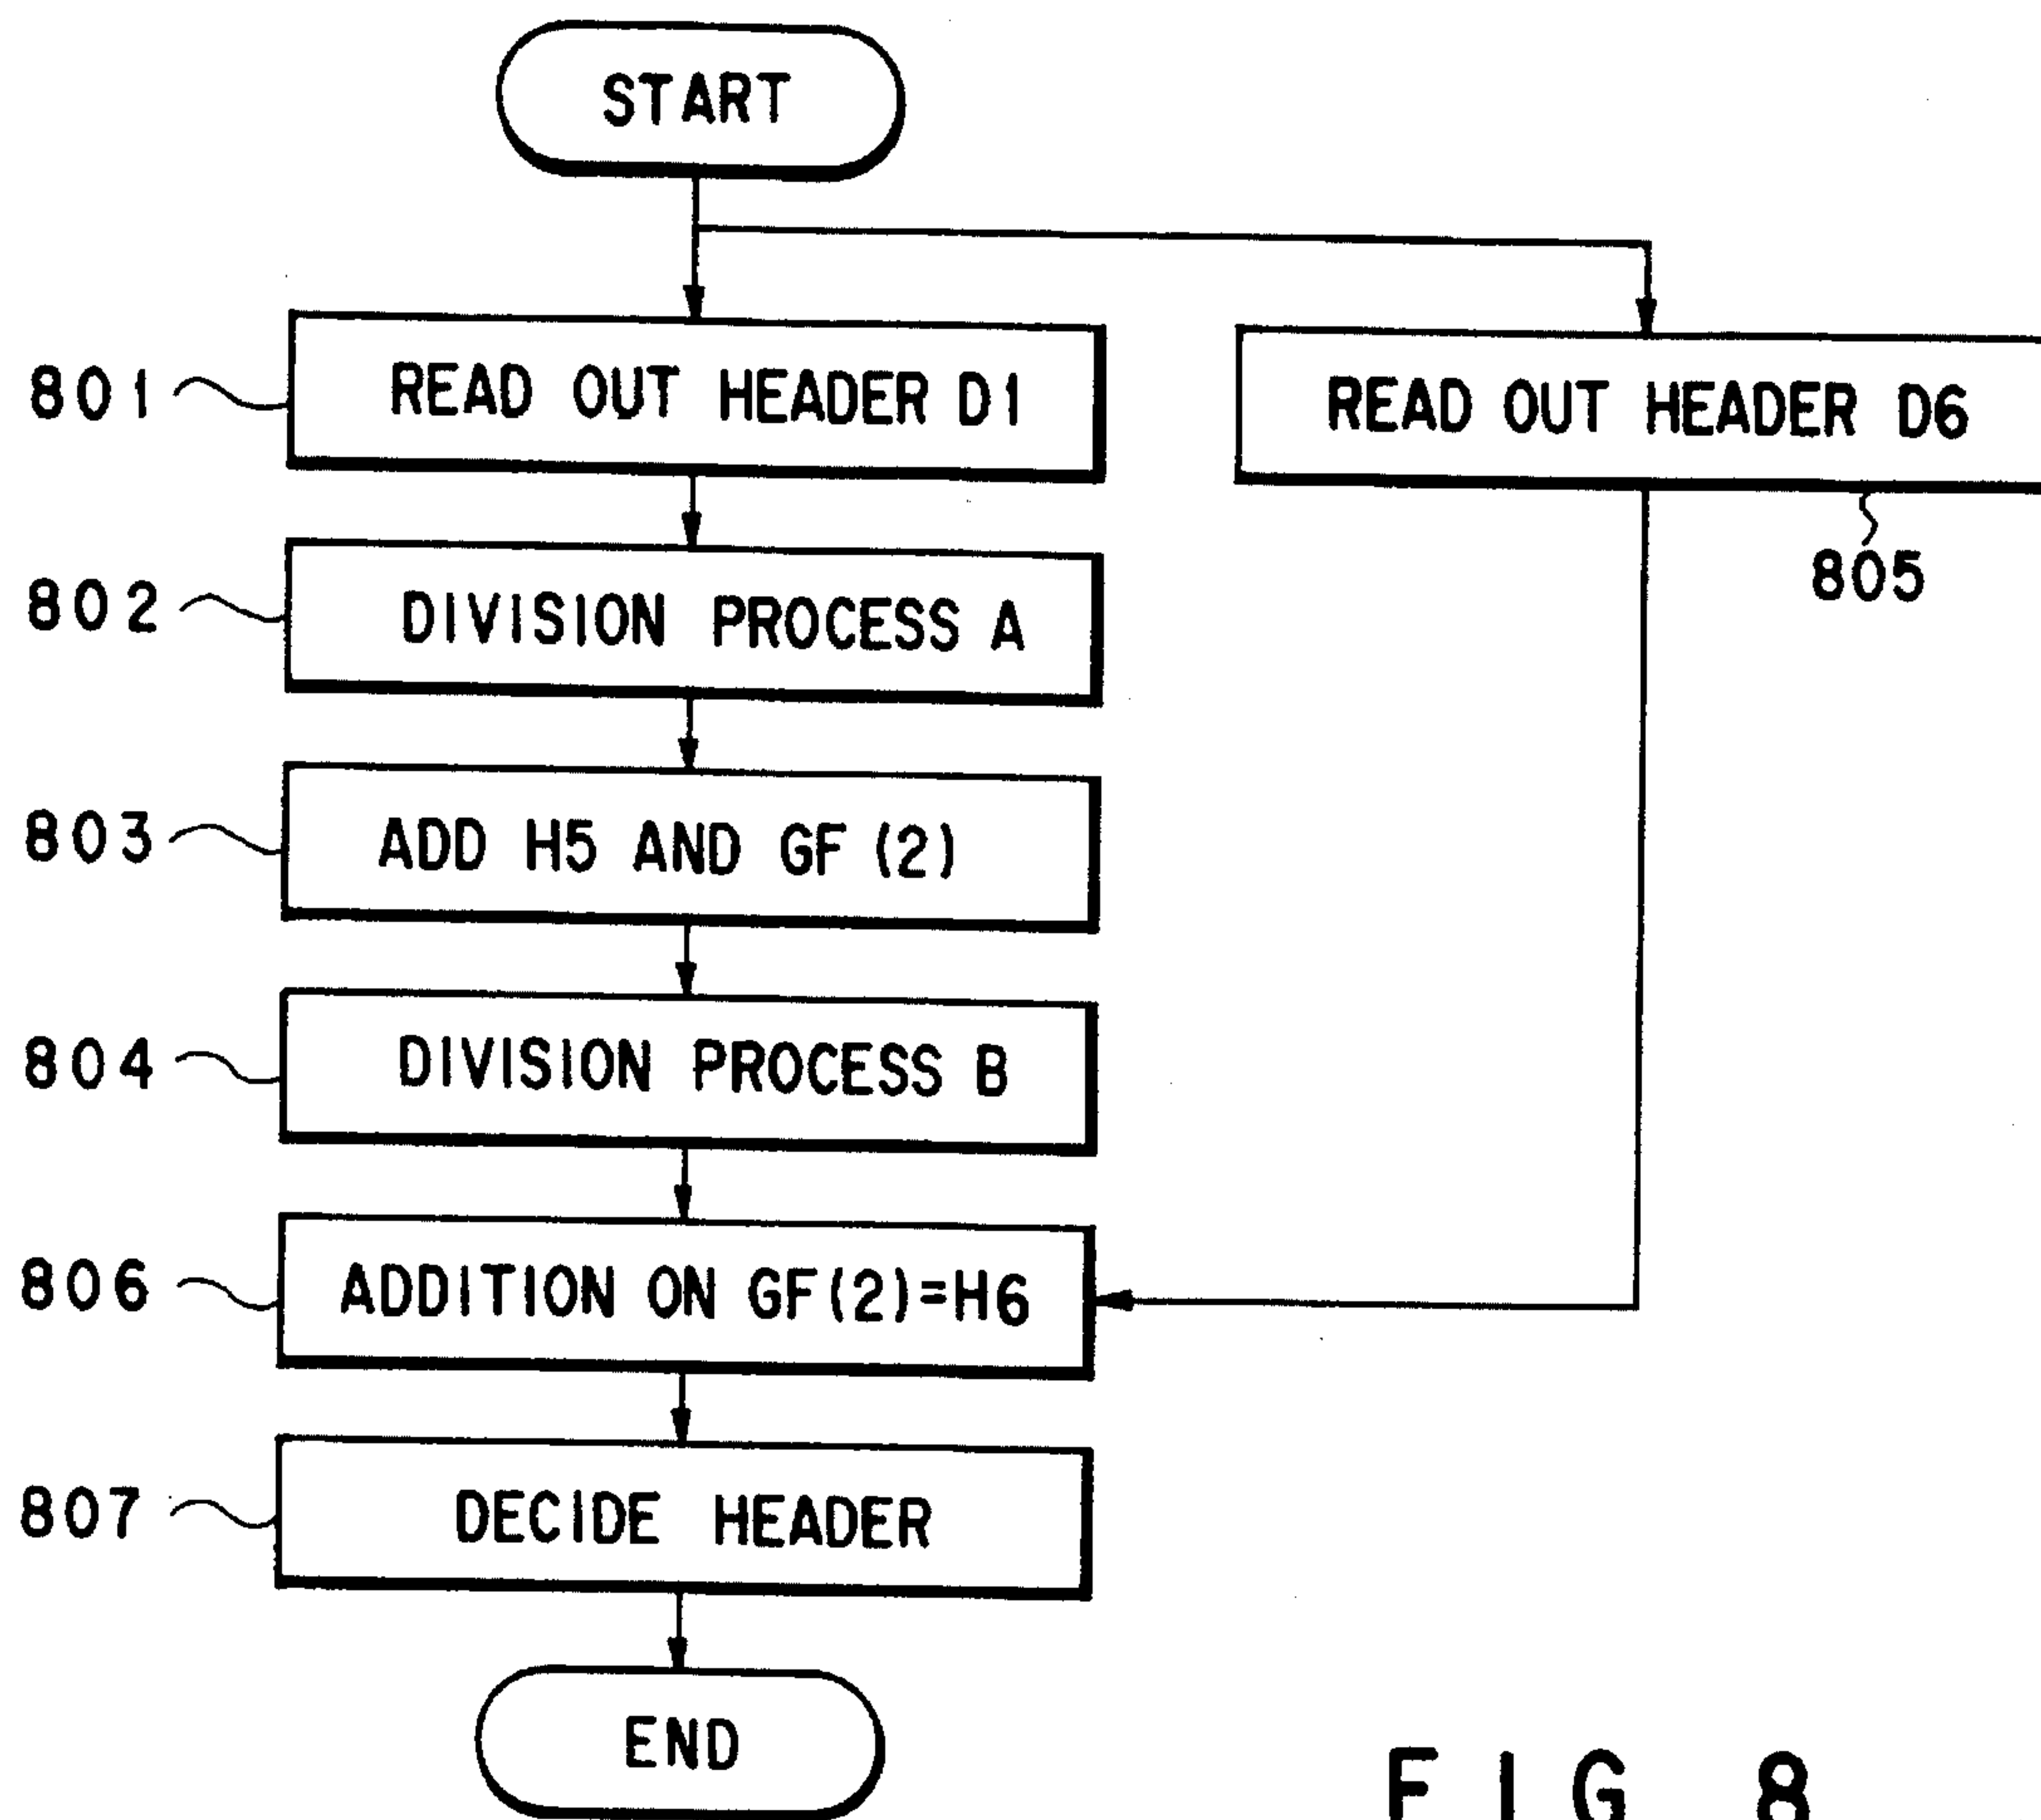 START
801
READ OUT HEADER D1
READ OUT HEADER D6
805
802
DIVISION PROCESS A
803
ADD H5 AND GF (2)
804
DIVISION PROCESS B
806
ADDITION ON GF(2)=H6
807
DECIDE HEADER
END
FIG 8